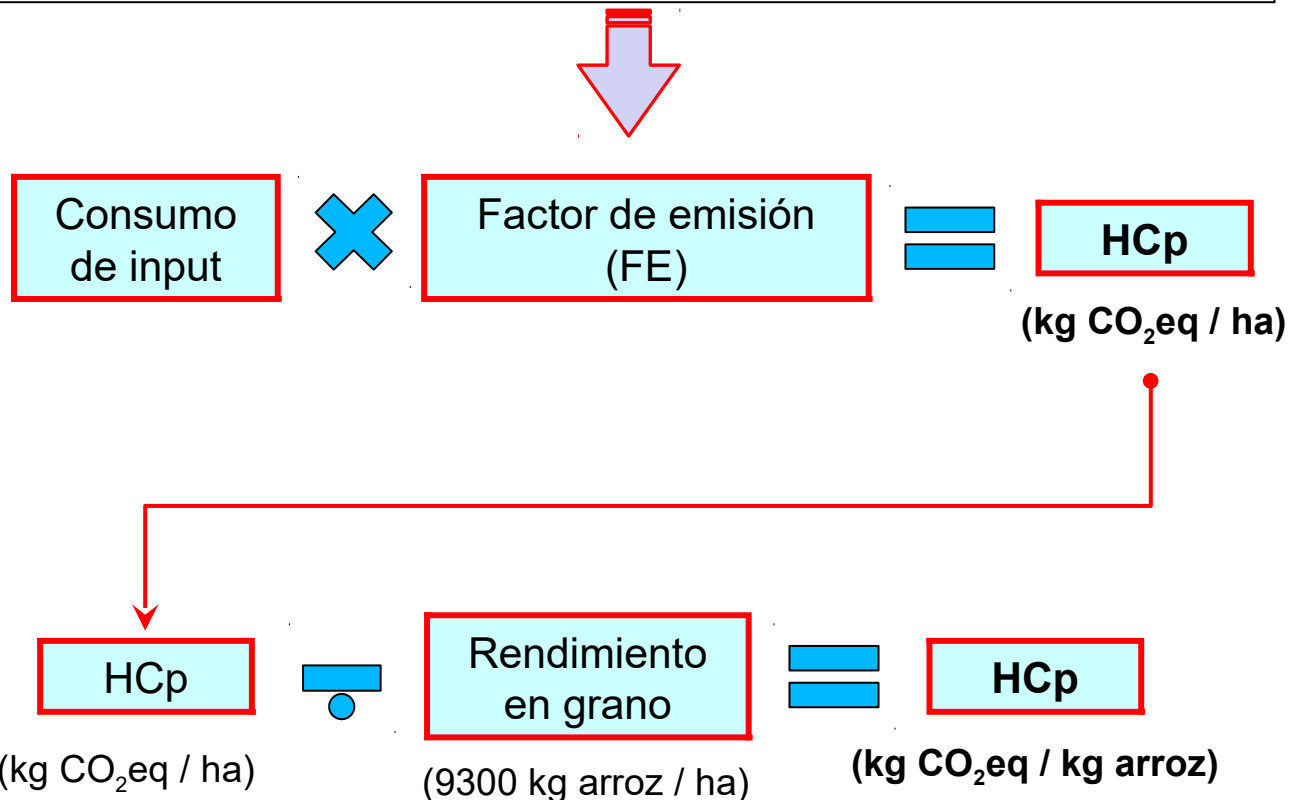 Consumo
de input
Factor de emisión
(FE)
HCp
(kg CO₂eq / ha)
HCp
(kg CO₂eq / ha)
Rendimiento
en grano
(9300 kg arroz / ha)
HCp
(kg CO₂eq / kg arroz)